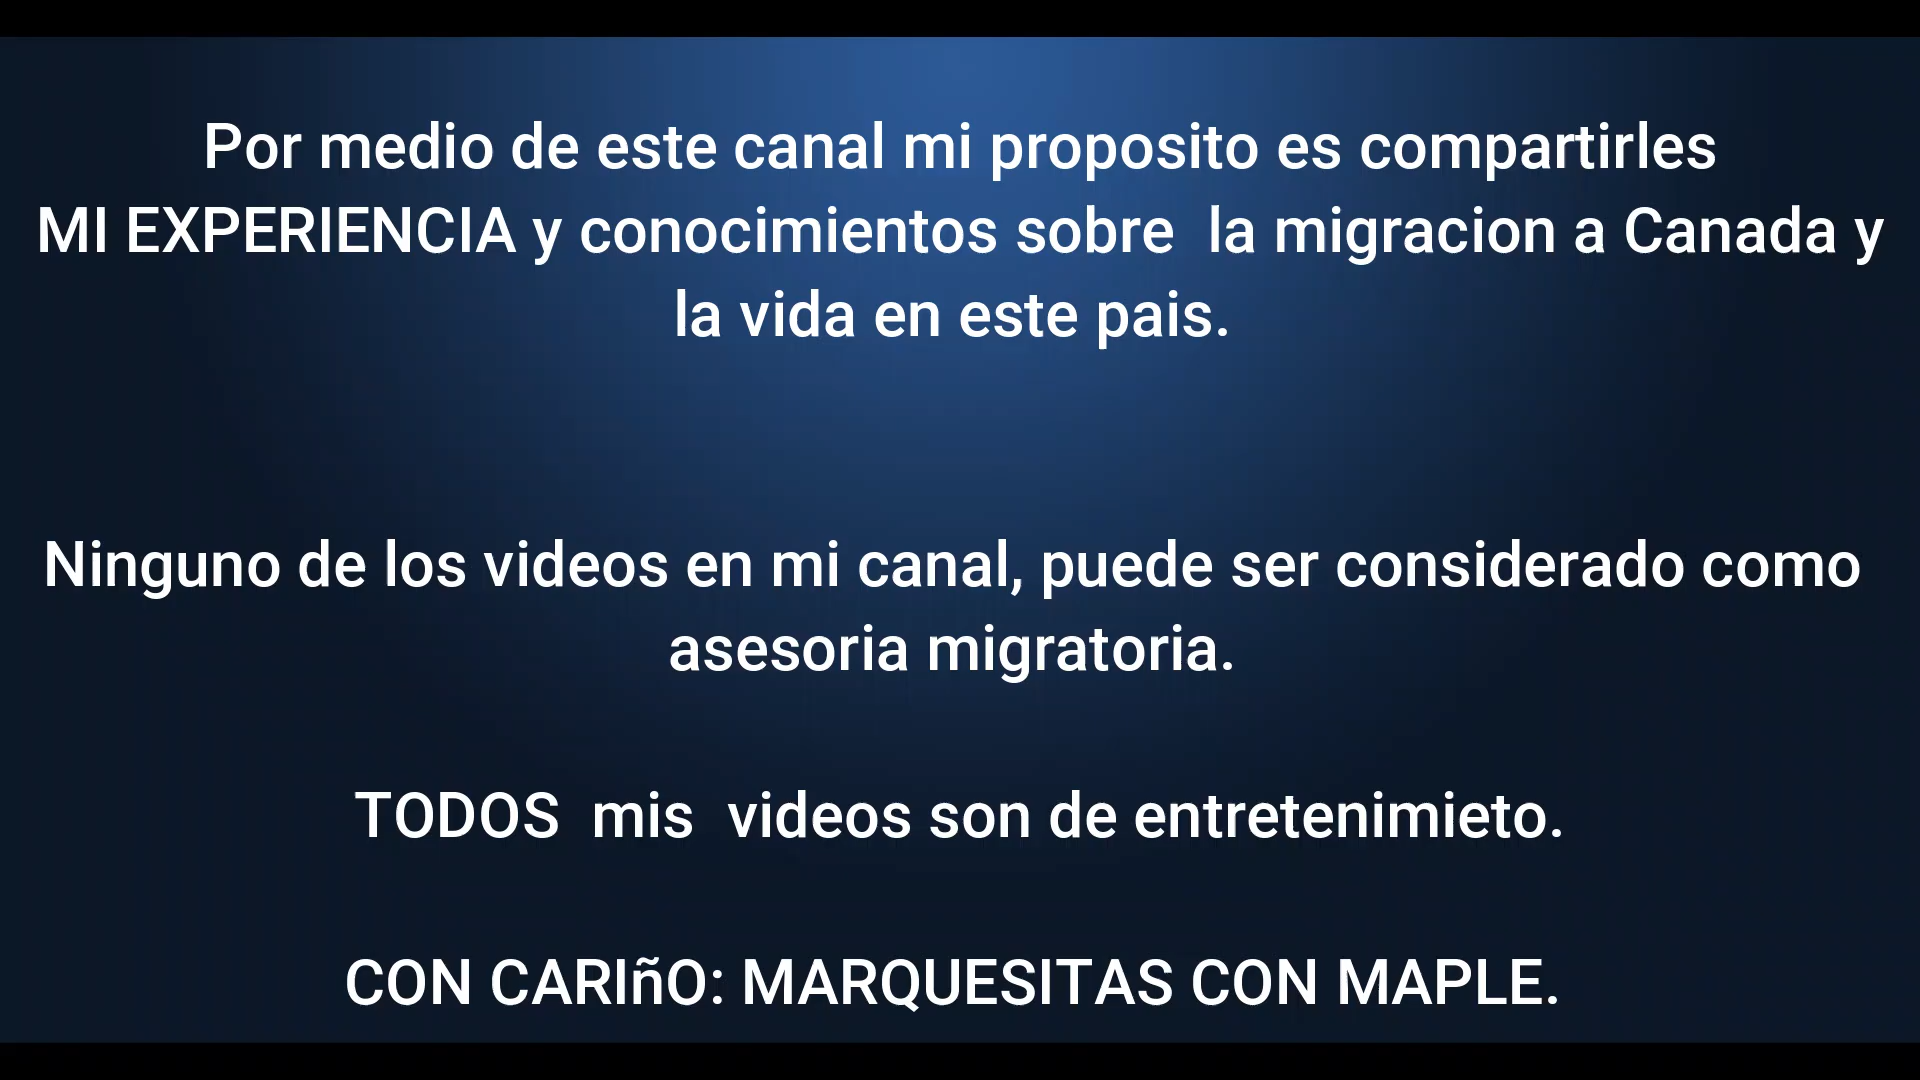 Por medio de este canal mi proposito es compartirles
MI EXPERIENCIA y conocimientos sobre  la migracion a Canada y
la vida en este pais.
Ninguno de los videos en mi canal, puede ser considerado como
asesoria migratoria.
TODOS  mis  videos son de entretenimieto.
CON CARIñO: MARQUESITAS CON MAPLE.